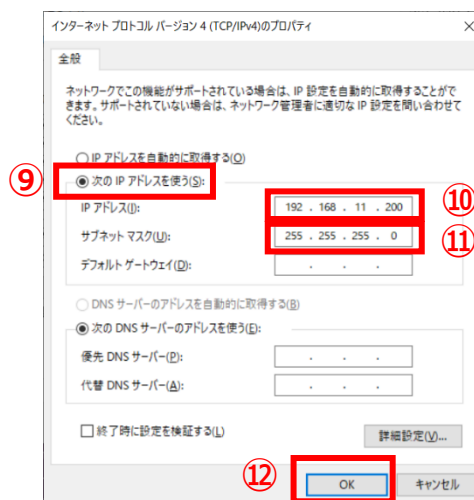 インターネット プロトコル バージョン 4 (TCP/IPv4)のプロパティ
全般
ネットワークでこの機能がサポートされている場合は、IP 設定を自動的に取得することがで
きます。サポートされていない場合は、ネットワーク管理者に適切な IP 設定を問い合わせて
ください。
IP アドレスを自動的に取得する(O)
⑨ 次の IP アドレスを使う(S):
IP アドレス(I): 192 . 168 . 11 . 200 ⑩
サブネット マスク(U): 255 . 255 . 255 . 0 ⑪
デフォルト ゲートウェイ(D): . . .
DNS サーバーのアドレスを自動的に取得する(B)
次の DNS サーバーのアドレスを使う(E):
優先 DNS サーバー(P): . . .
代替 DNS サーバー(A): . . .
終了時に設定を検証する(L)
詳細設定(V)...
⑫ OK キャンセル